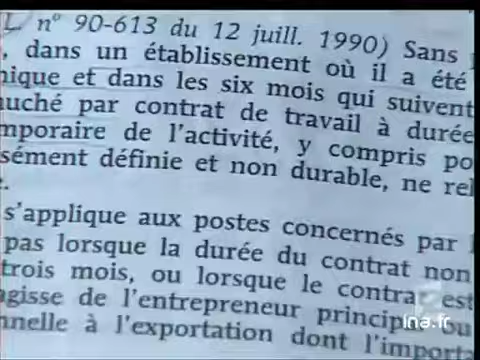 L. n° 90-613 du 12 juill. 1990) Sans
, dans un établissement où il a été
nique et dans les six mois qui suivent
auché par contrat de travail à durée
mporaire de l'activité, y compris po
sément définie et non durable, ne rel
s'applique aux postes concernés par
pas lorsque la durée du contrat non
trois mois, ou lorsque le contrat est
agisse de l'entrepreneur principal ou
nnelle à l'exportation dont l'importa
ina.fr